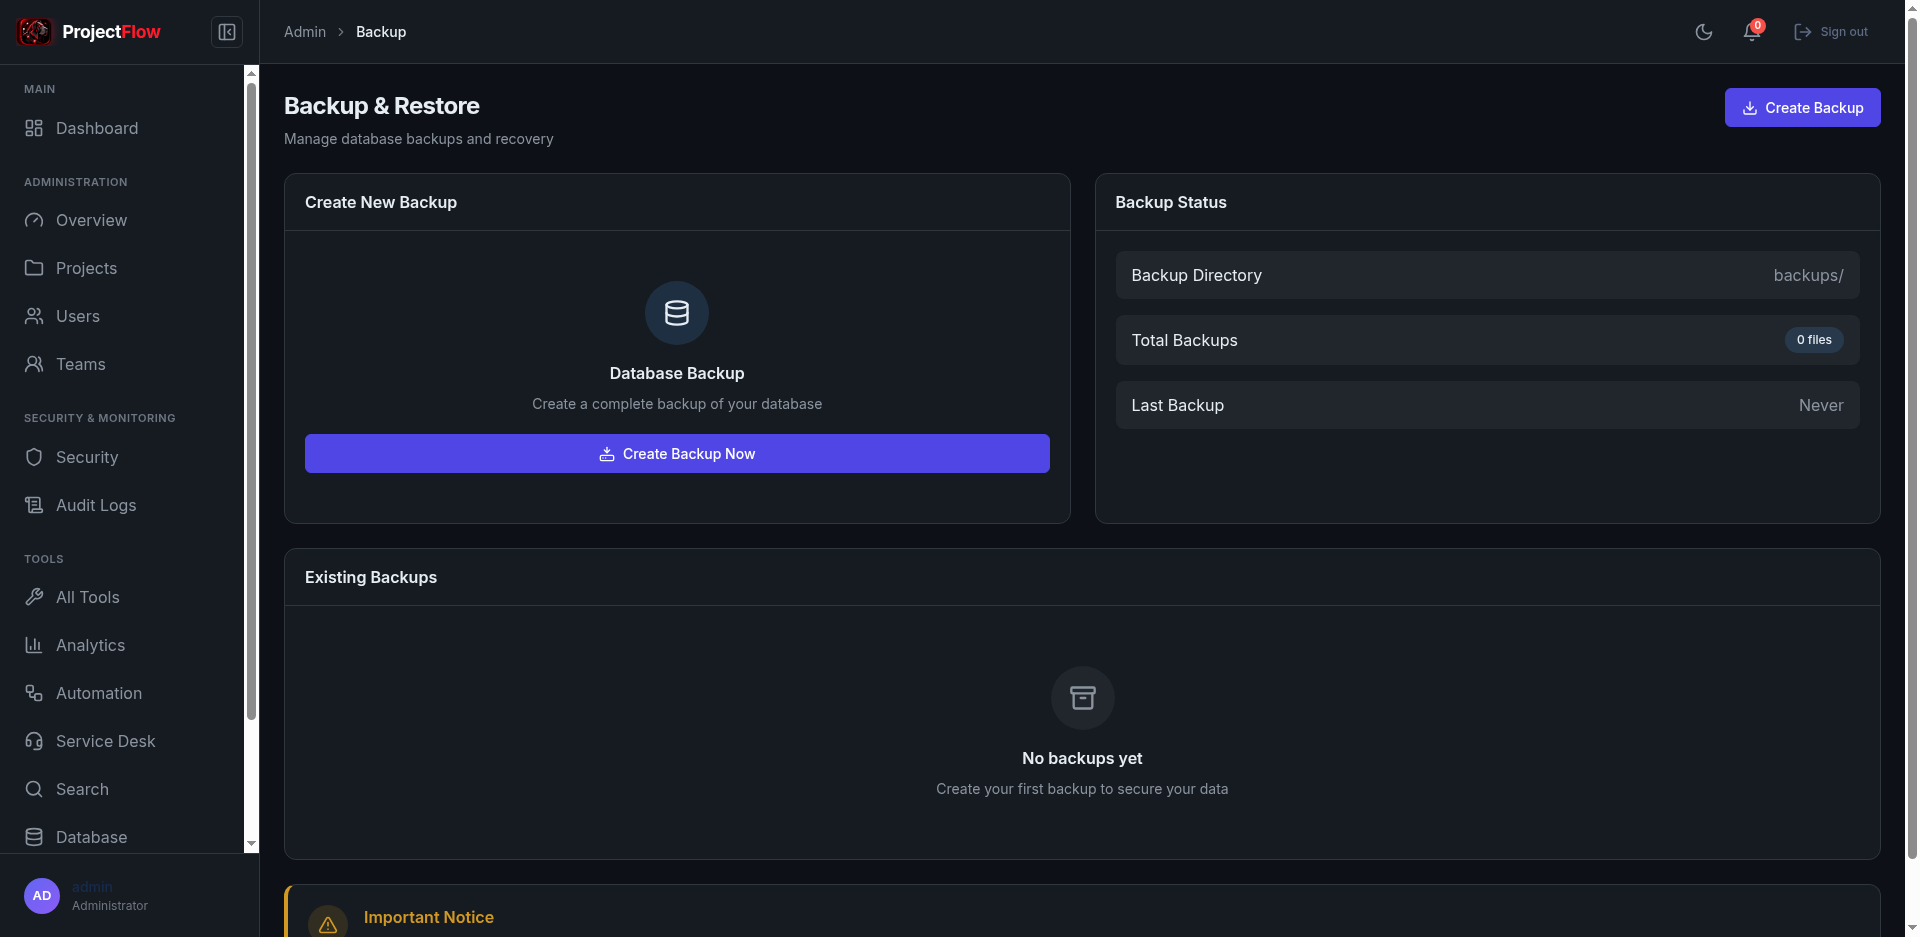 ProjectFlow
Admin
Backup
0
Sign out
MAIN
Dashboard
ADMINISTRATION
Overview
Projects
Users
Teams
SECURITY & MONITORING
Security
Audit Logs
TOOLS
All Tools
Analytics
Automation
Service Desk
Search
Database
AD
admin
Administrator
Backup & Restore
Manage database backups and recovery
Create Backup
Create New Backup
Database Backup
Create a complete backup of your database
Create Backup Now
Backup Status
Backup Directory
backups/
Total Backups
0 files
Last Backup
Never
Existing Backups
No backups yet
Create your first backup to secure your data
Important Notice